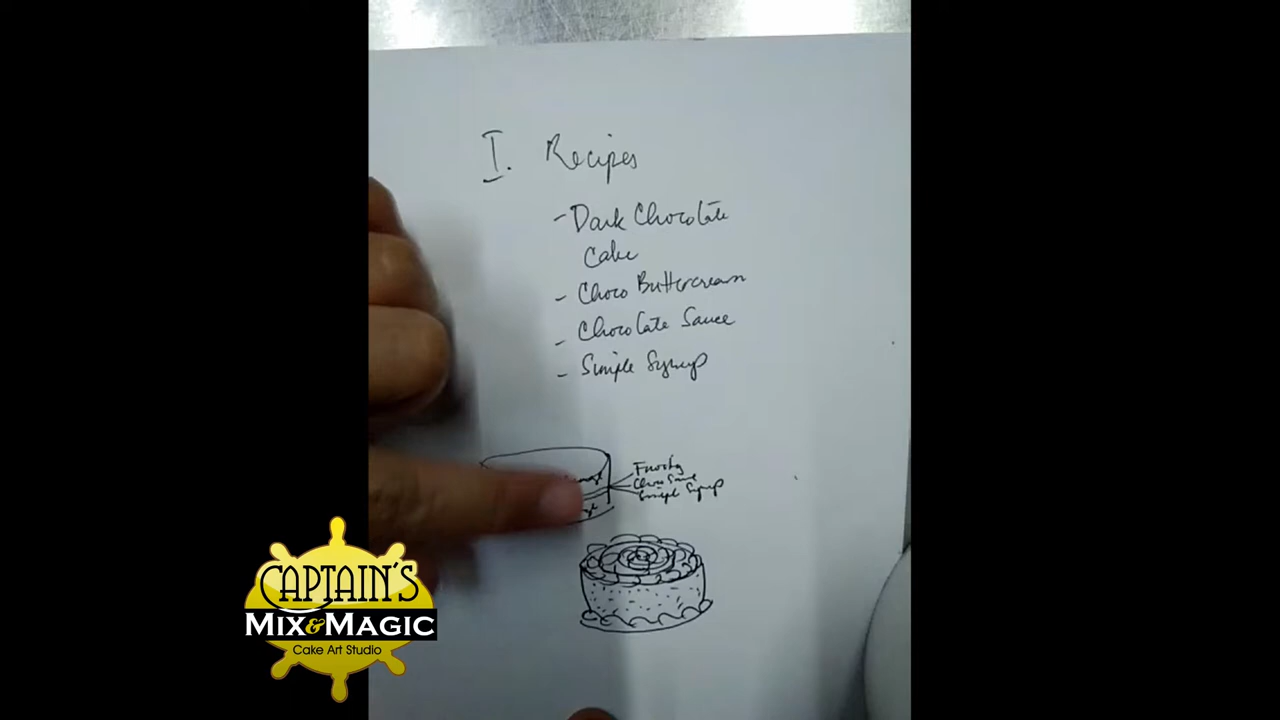 I. Recipes
- Dark Chocolate
Cake
- Choco Buttercream
- Chocolate Sauce
- Simple Syrup
Choco Sauce
Simple Syrup
CAPTAIN'S
MIX & MAGIC
Cake Art Studio